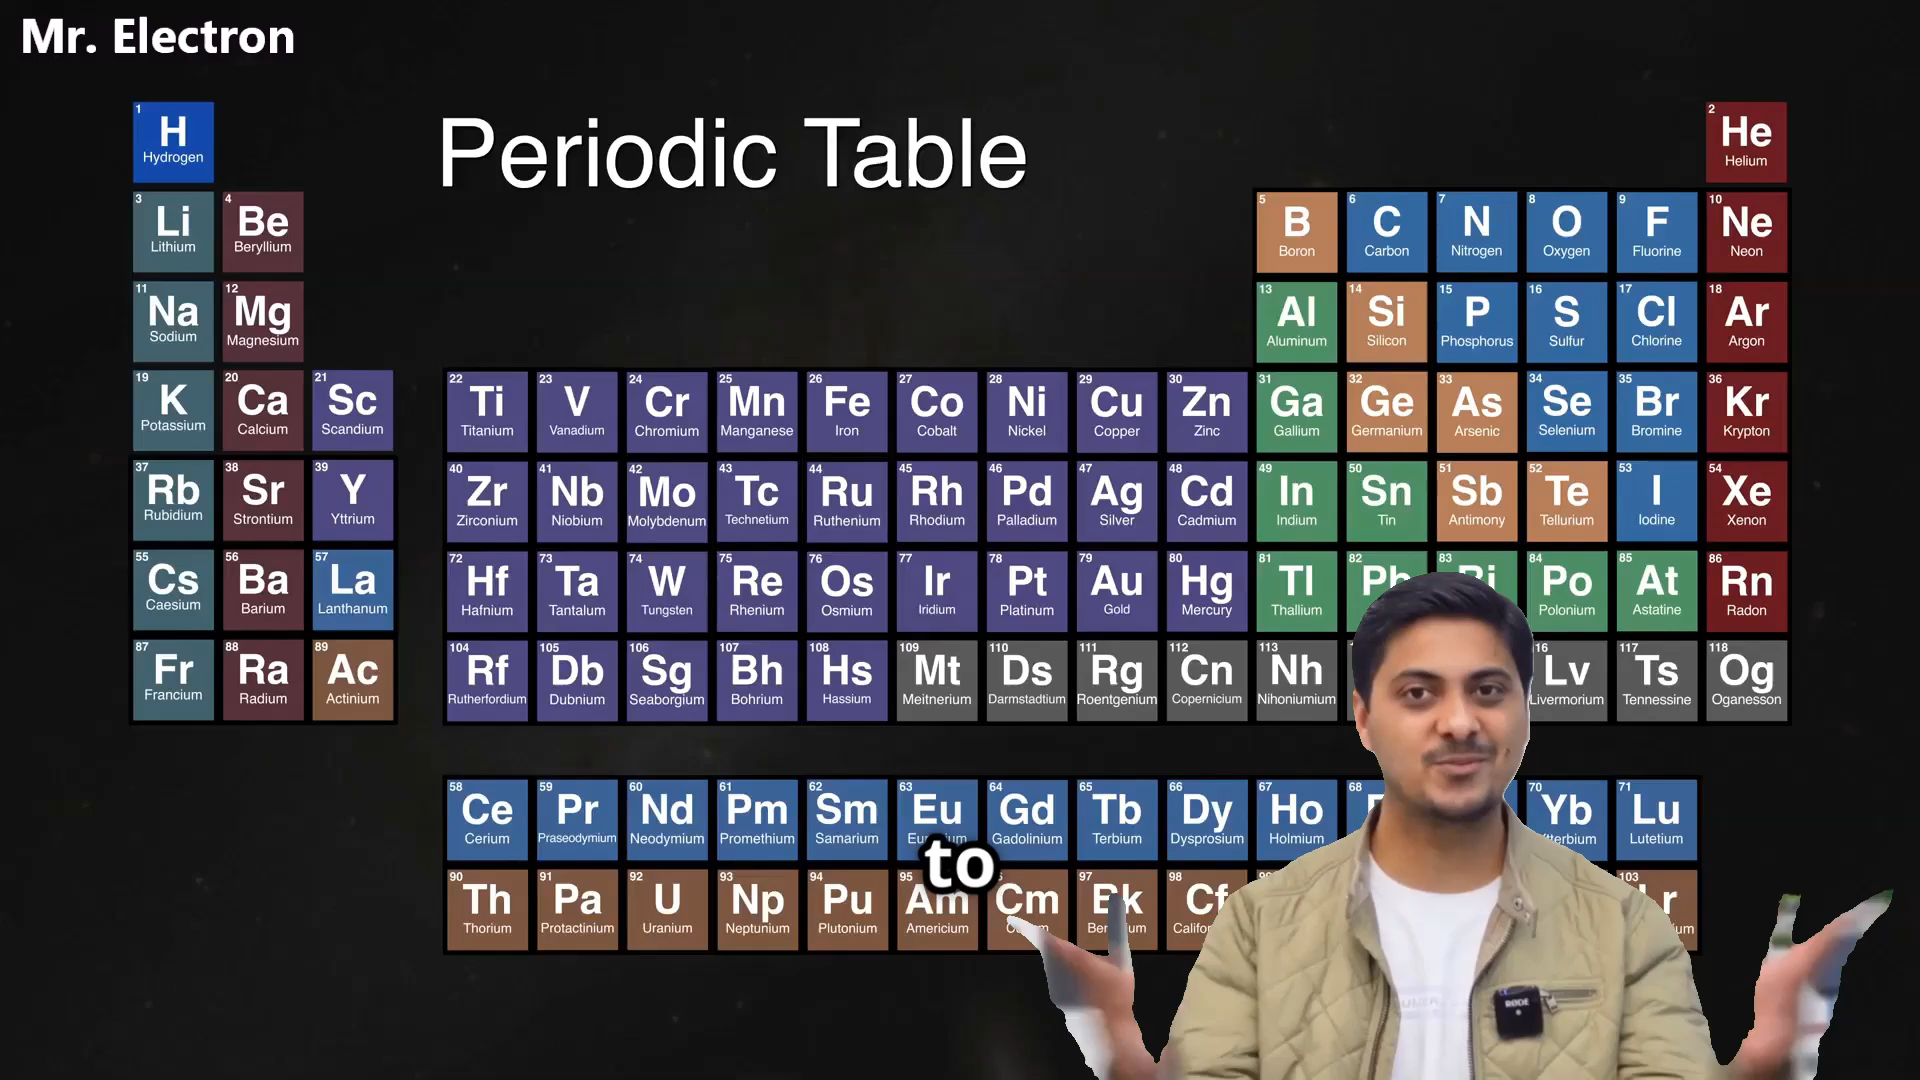 Mr. Electron
Periodic Table
1
H
Hydrogen
2
He
Helium
3
Li
Lithium
4
Be
Beryllium
5
B
Boron
6
C
Carbon
7
N
Nitrogen
8
O
Oxygen
9
F
Fluorine
10
Ne
Neon
11
Na
Sodium
12
Mg
Magnesium
13
Al
Aluminum
14
Si
Silicon
15
P
Phosphorus
16
S
Sulfur
17
Cl
Chlorine
18
Ar
Argon
19
K
Potassium
20
Ca
Calcium
21
Sc
Scandium
22
Ti
Titanium
23
V
Vanadium
24
Cr
Chromium
25
Mn
Manganese
26
Fe
Iron
27
Co
Cobalt
28
Ni
Nickel
29
Cu
Copper
30
Zn
Zinc
31
Ga
Gallium
32
Ge
Germanium
33
As
Arsenic
34
Se
Selenium
35
Br
Bromine
36
Kr
Krypton
37
Rb
Rubidium
38
Sr
Strontium
39
Y
Yttrium
40
Zr
Zirconium
41
Nb
Niobium
42
Mo
Molybdenum
43
Tc
Technetium
44
Ru
Ruthenium
45
Rh
Rhodium
46
Pd
Palladium
47
Ag
Silver
48
Cd
Cadmium
49
In
Indium
50
Sn
Tin
51
Sb
Antimony
52
Te
Tellurium
53
I
Iodine
54
Xe
Xenon
55
Cs
Caesium
56
Ba
Barium
57
La
Lanthanum
72
Hf
Hafnium
73
Ta
Tantalum
74
W
Tungsten
75
Re
Rhenium
76
Os
Osmium
77
Ir
Iridium
78
Pt
Platinum
79
Au
Gold
80
Hg
Mercury
81
Tl
Thallium
82
Pb
83
Bi
84
Po
Polonium
85
At
Astatine
86
Rn
Radon
87
Fr
Francium
88
Ra
Radium
89
Ac
Actinium
104
Rf
Rutherfordium
105
Db
Dubnium
106
Sg
Seaborgium
107
Bh
Bohrium
108
Hs
Hassium
109
Mt
Meitnerium
110
Ds
Darmstadtium
111
Rg
Roentgenium
112
Cn
Copernicium
113
Nh
Nihoniumium
Lv
Livermorium
117
Ts
Tennessine
118
Og
Oganesson
58
Ce
Cerium
59
Pr
Praseodymium
60
Nd
Neodymium
61
Pm
Promethium
62
Sm
Samarium
63
Eu
64
Gd
Gadolinium
65
Tb
Terbium
66
Dy
Dysprosium
67
Ho
Holmium
68
70
Yb
71
Lu
Lutetium
to
90
Th
Thorium
91
Pa
Protactinium
92
U
Uranium
93
Np
Neptunium
94
Pu
Plutonium
95
Am
Americium
Cm
97
Bk
98
Cf
103
RØDE